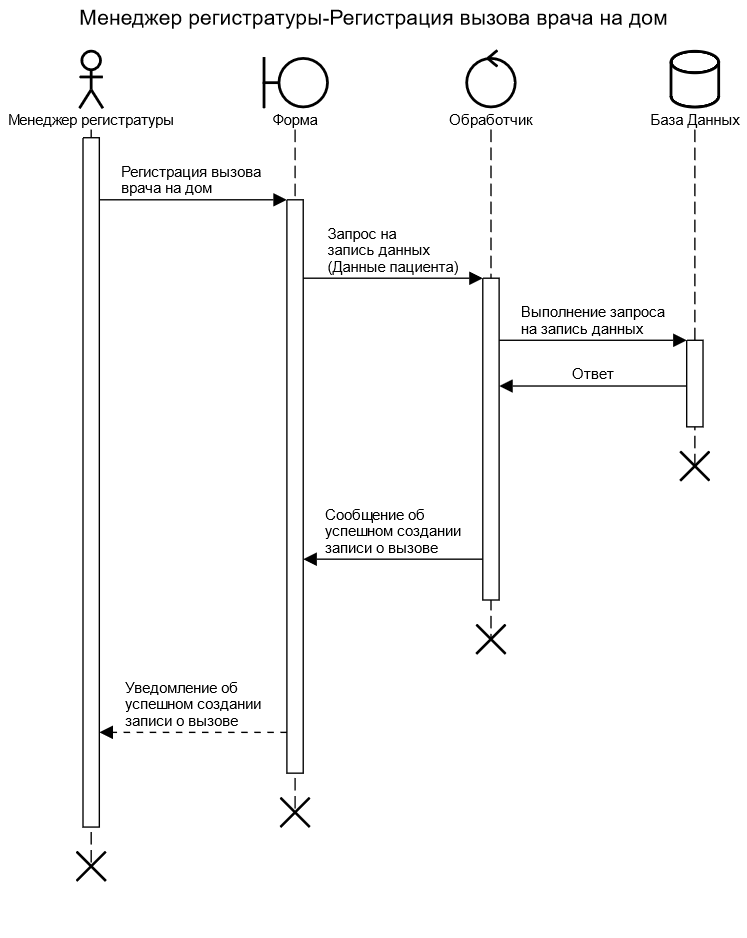 Менеджер регистратуры-Регистрация вызова врача на дом
Менеджер регистратуры
Форма
Обработчик
База Данных
Регистрация вызова
врача на дом
Запрос на
запись данных
(Данные пациента)
Выполнение запроса
на запись данных
Ответ
Сообщение об
успешном создании
записи о вызове
Уведомление об
успешном создании
записи о вызове